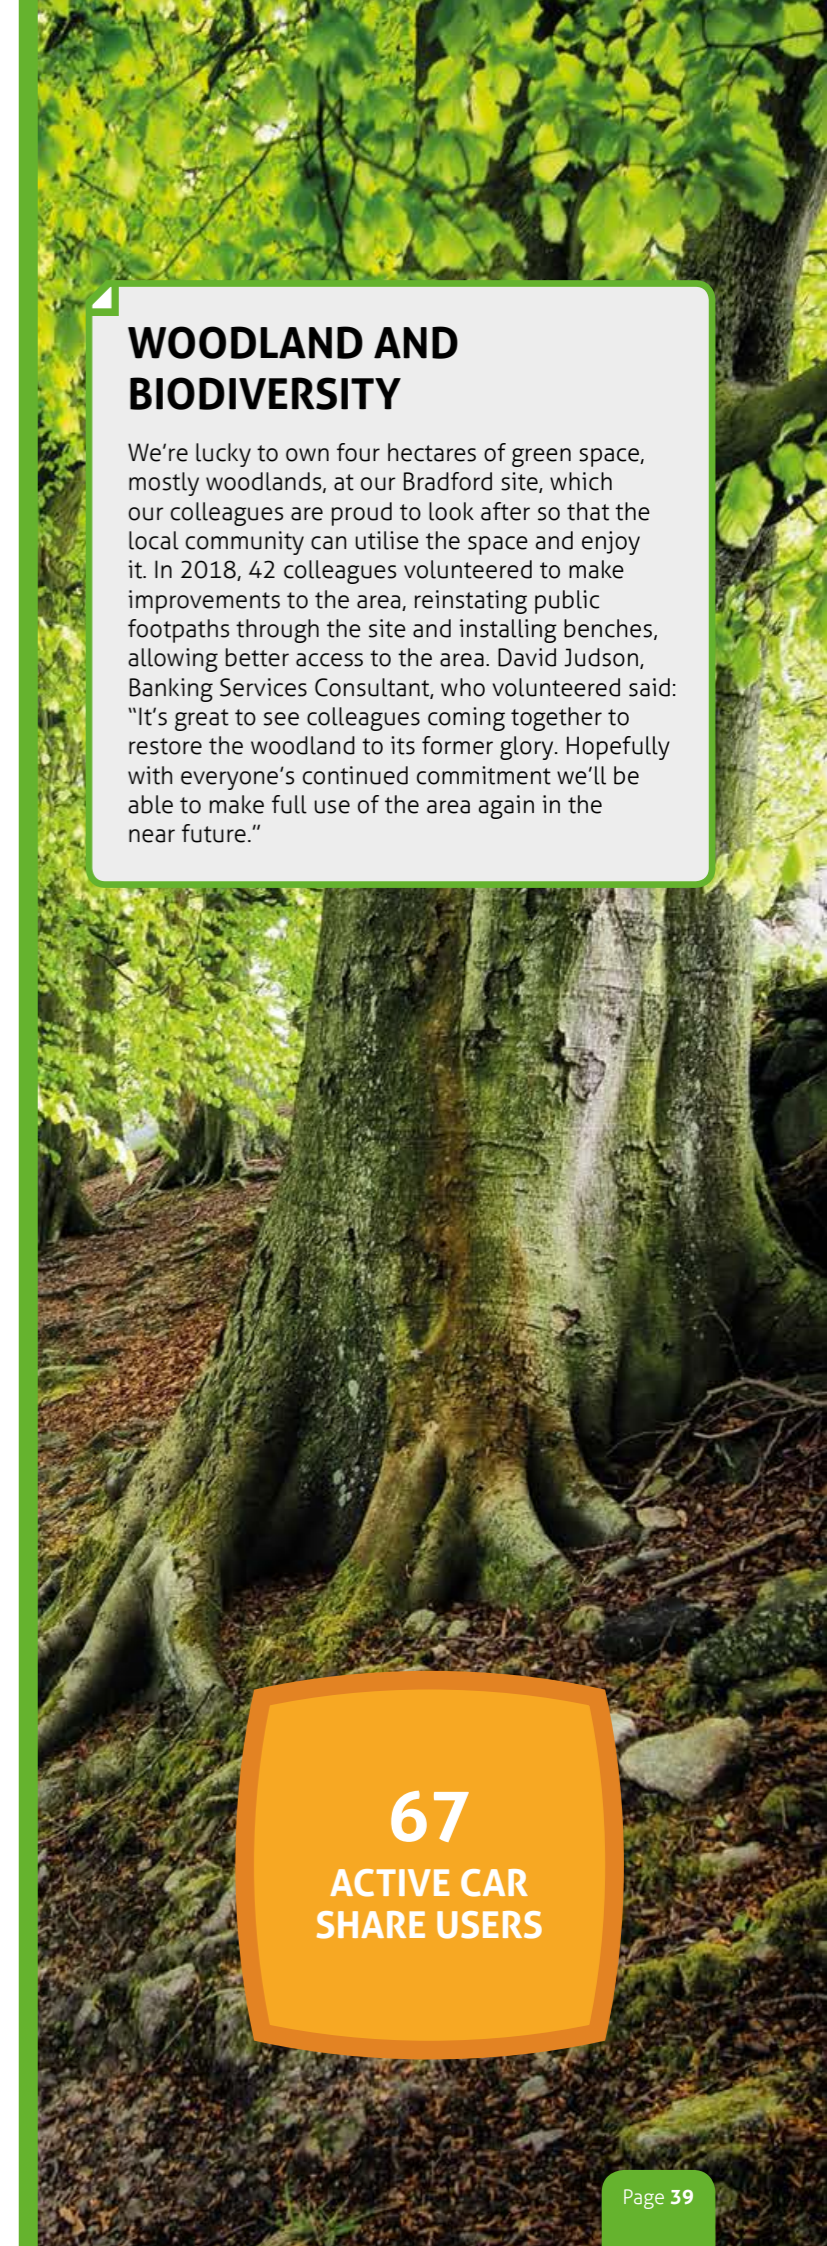 WOODLAND AND
BIODIVERSITY
We’re lucky to own four hectares of green space,
mostly woodlands, at our Bradford site, which
our colleagues are proud to look after so that the
local community can utilise the space and enjoy
it. In 2018, 42 colleagues volunteered to make
improvements to the area, reinstating public
footpaths through the site and installing benches,
allowing better access to the area. David Judson,
Banking Services Consultant, who volunteered said:
“It’s great to see colleagues coming together to
restore the woodland to its former glory. Hopefully
with everyone’s continued commitment we’ll be
able to make full use of the area again in the
near future.”
67
ACTIVE CAR
SHARE USERS
Page 39